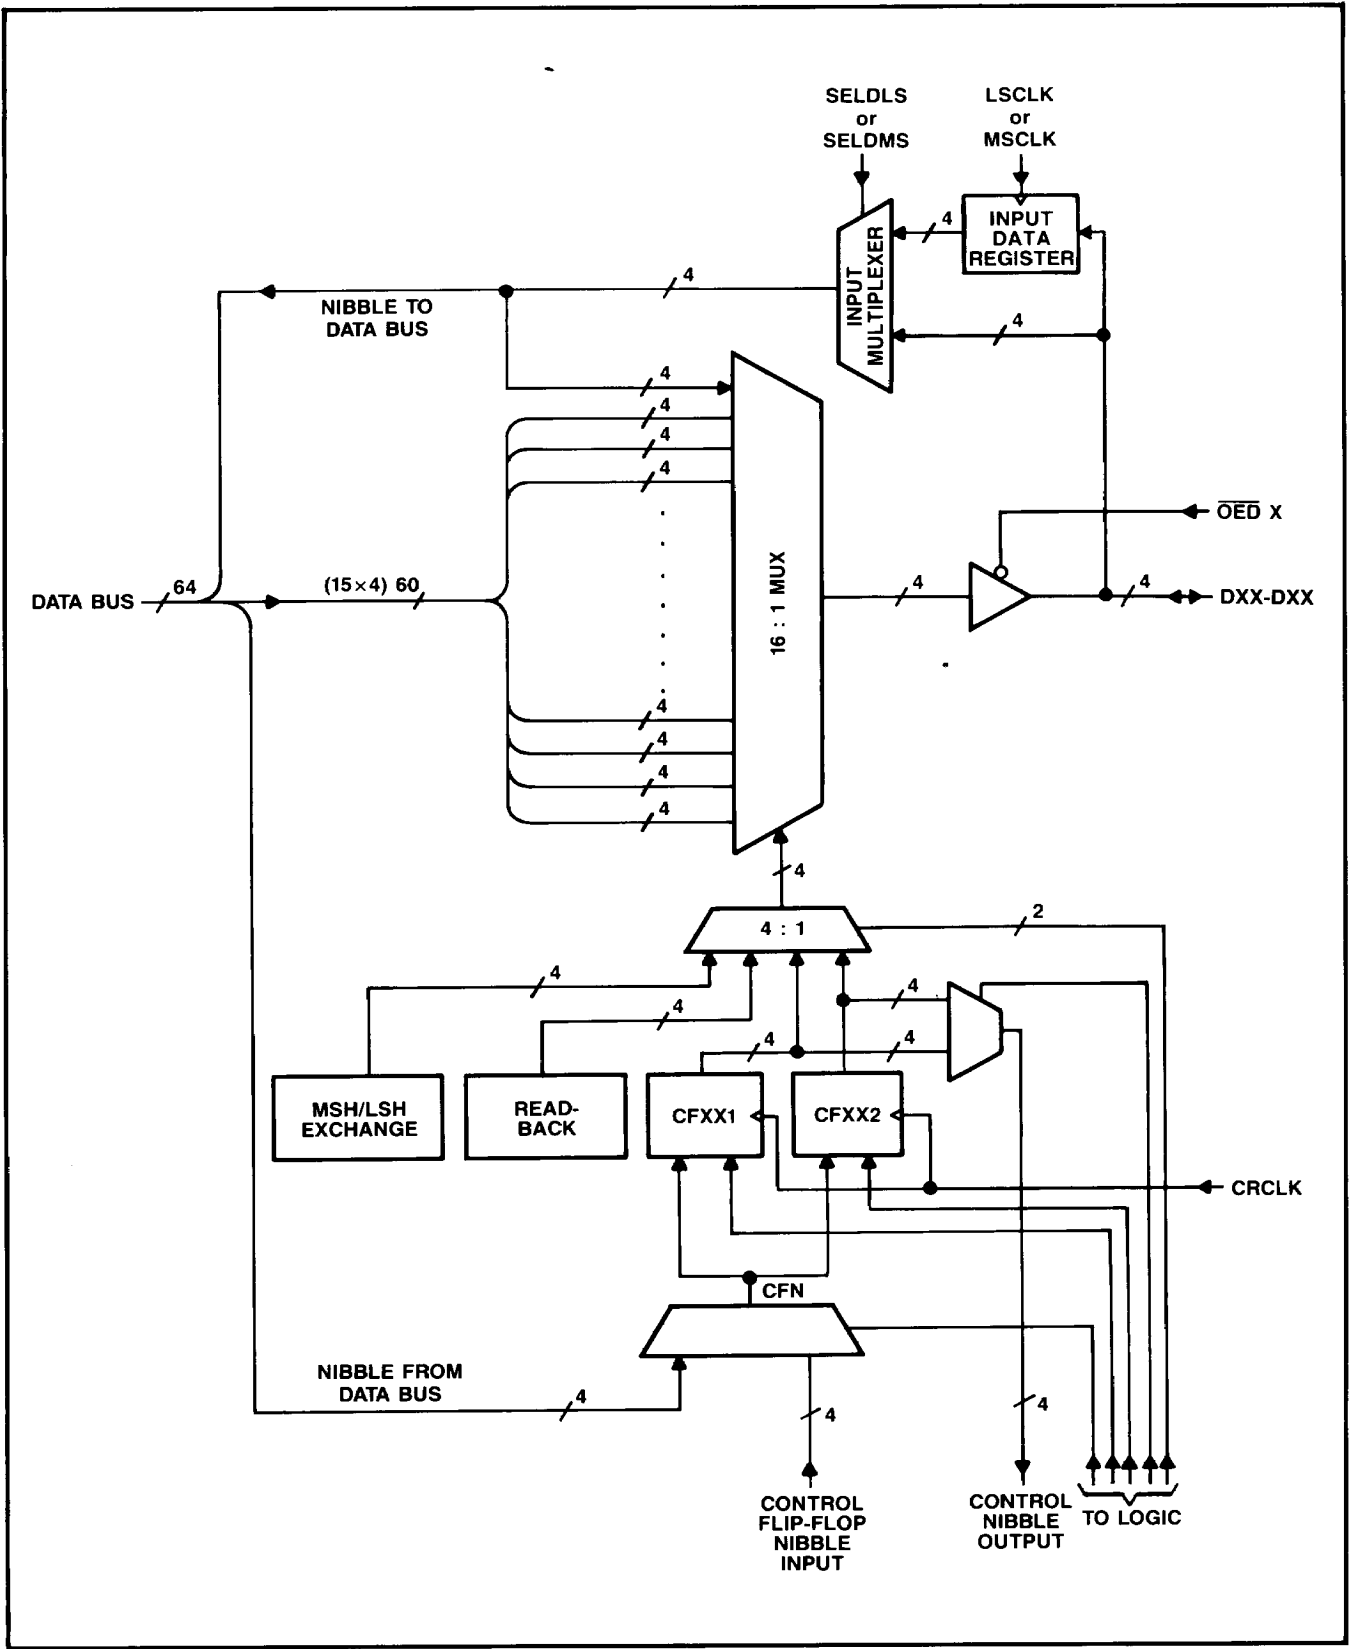 SELDLS
or
SELDMS
LSCLK
or
MSCLK
INPUT
DATA
REGISTER
4
INPUT
MULTIPLEXER
4
4
NIBBLE TO
DATA BUS
4
4
4
4
OED X
DATA BUS
64
(15×4) 60
16 : 1 MUX
4
4
DXX-DXX
4
4
4
4
4
4 : 1
2
4
4
4
4
4
MSH/LSH
EXCHANGE
READ-
BACK
CFXX1
CFXX2
CRCLK
CFN
NIBBLE FROM
DATA BUS
4
4
4
CONTROL
FLIP-FLOP
NIBBLE
INPUT
CONTROL
NIBBLE
OUTPUT
TO LOGIC